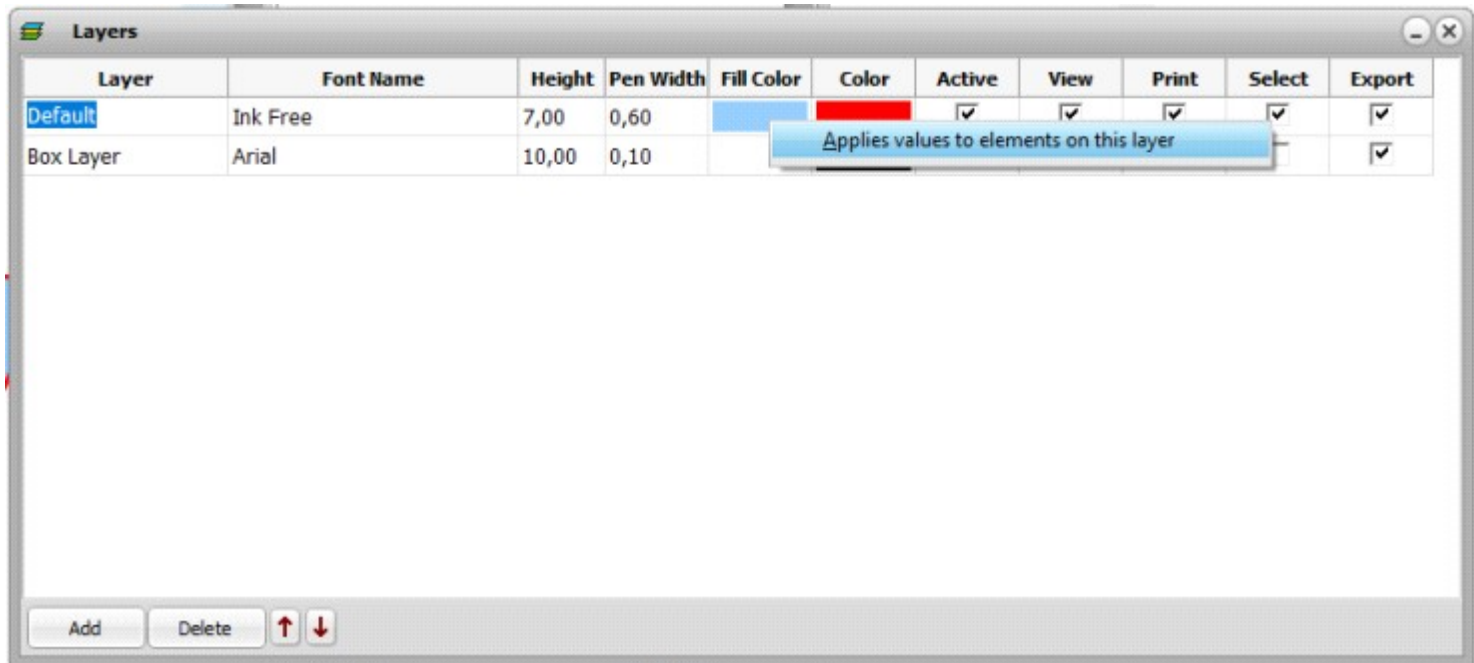 Layers
Layer Font Name Height Pen Width Fill Color Color Active View Print Select Export
Default Ink Free 7,00 0,60
Applies values to elements on this layer
Box Layer Arial 10,00 0,10
Add Delete